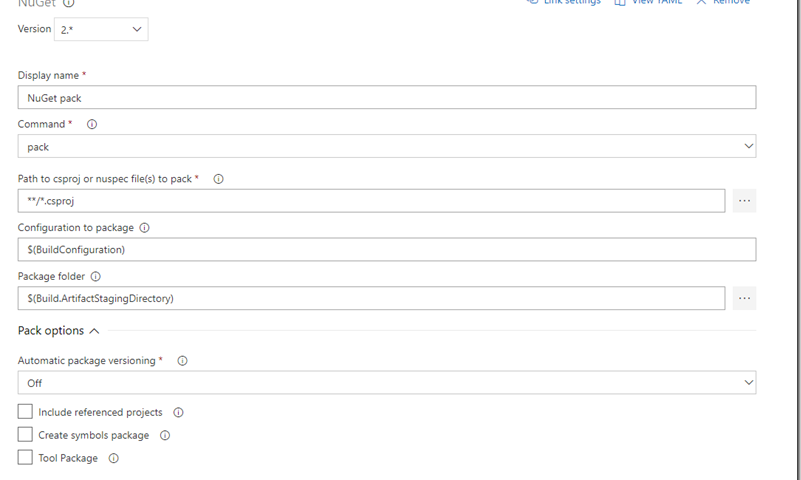 NuGet
Link settings View YAML Remove
Version 2.*
Display name *
NuGet pack
Command *
pack
Path to csproj or nuspec file(s) to pack *
**/*.csproj
...
Configuration to package
$(BuildConfiguration)
Package folder
$(Build.ArtifactStagingDirectory)
...
Pack options
Automatic package versioning *
Off
Include referenced projects
Create symbols package
Tool Package